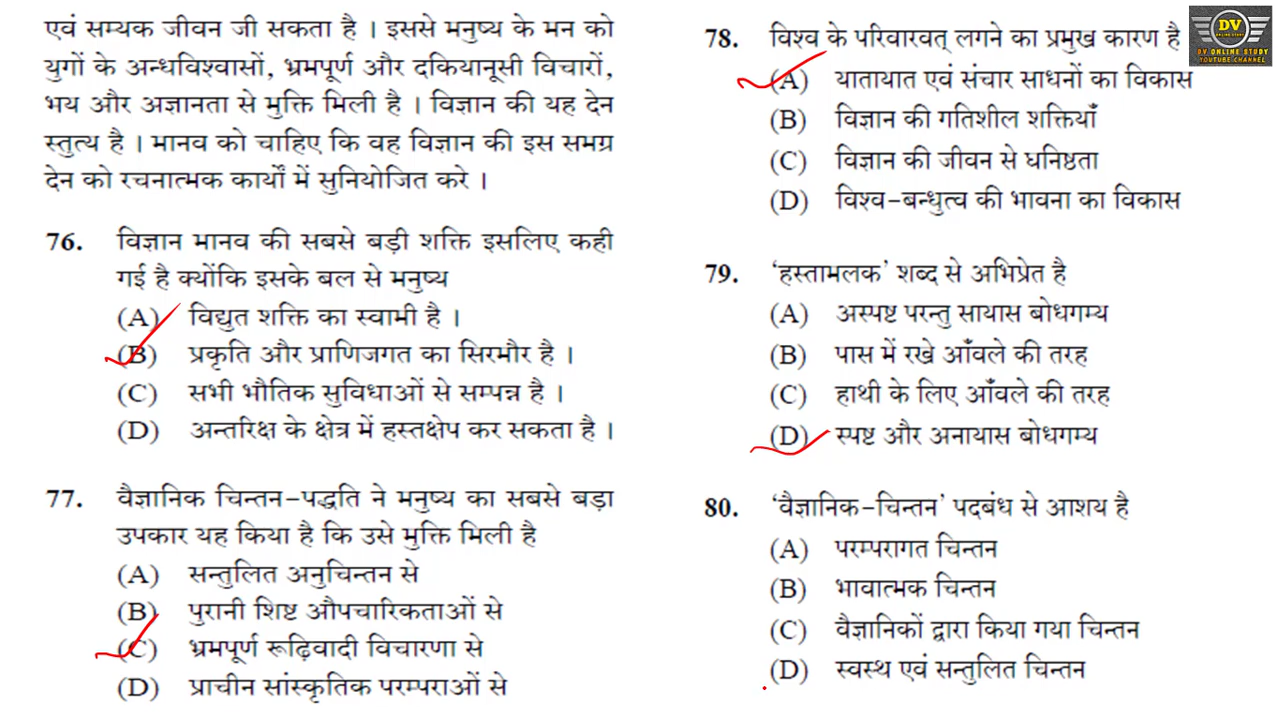 एवं सम्यक जीवन जी सकता है । इससे मनुष्य के मन को
युगों के अन्धविश्वासों, भ्रमपूर्ण और दकियानूसी विचारों,
भय और अज्ञानता से मुक्ति मिली है । विज्ञान की यह देन
स्तुत्य है । मानव को चाहिए कि वह विज्ञान की इस समग्र
देन को रचनात्मक कार्यों में सुनियोजित करे ।
76. विज्ञान मानव की सबसे बड़ी शक्ति इसलिए कही
गई है क्योंकि इसके बल से मनुष्य
(A) विद्युत शक्ति का स्वामी है ।
(B) प्रकृति और प्राणिजगत का सिरमौर है ।
(C) सभी भौतिक सुविधाओं से सम्पन्न है ।
(D) अन्तरिक्ष के क्षेत्र में हस्तक्षेप कर सकता है ।
77. वैज्ञानिक चिन्तन-पद्धति ने मनुष्य का सबसे बड़ा
उपकार यह किया है कि उसे मुक्ति मिली है
(A) सन्तुलित अनुचिन्तन से
(B) पुरानी शिष्ट औपचारिकताओं से
(C) भ्रमपूर्ण रूढ़िवादी विचारणा से
(D) प्राचीन सांस्कृतिक परम्पराओं से
78. विश्व के परिवारवत् लगने का प्रमुख कारण है
(A) यातायात एवं संचार साधनों का विकास
(B) विज्ञान की गतिशील शक्तियाँ
(C) विज्ञान की जीवन से घनिष्ठता
(D) विश्व-बन्धुत्व की भावना का विकास
79. 'हस्तामलक' शब्द से अभिप्रेत है
(A) अस्पष्ट परन्तु सायास बोधगम्य
(B) पास में रखे आँवले की तरह
(C) हाथी के लिए आँवले की तरह
(D) स्पष्ट और अनायास बोधगम्य
80. 'वैज्ञानिक-चिन्तन' पदबंध से आशय है
(A) परम्परागत चिन्तन
(B) भावात्मक चिन्तन
(C) वैज्ञानिकों द्वारा किया गया चिन्तन
(D) स्वस्थ एवं सन्तुलित चिन्तन
DV
ONLINE STUDY
DV ONLINE STUDY
YOUTUBE CHANNEL